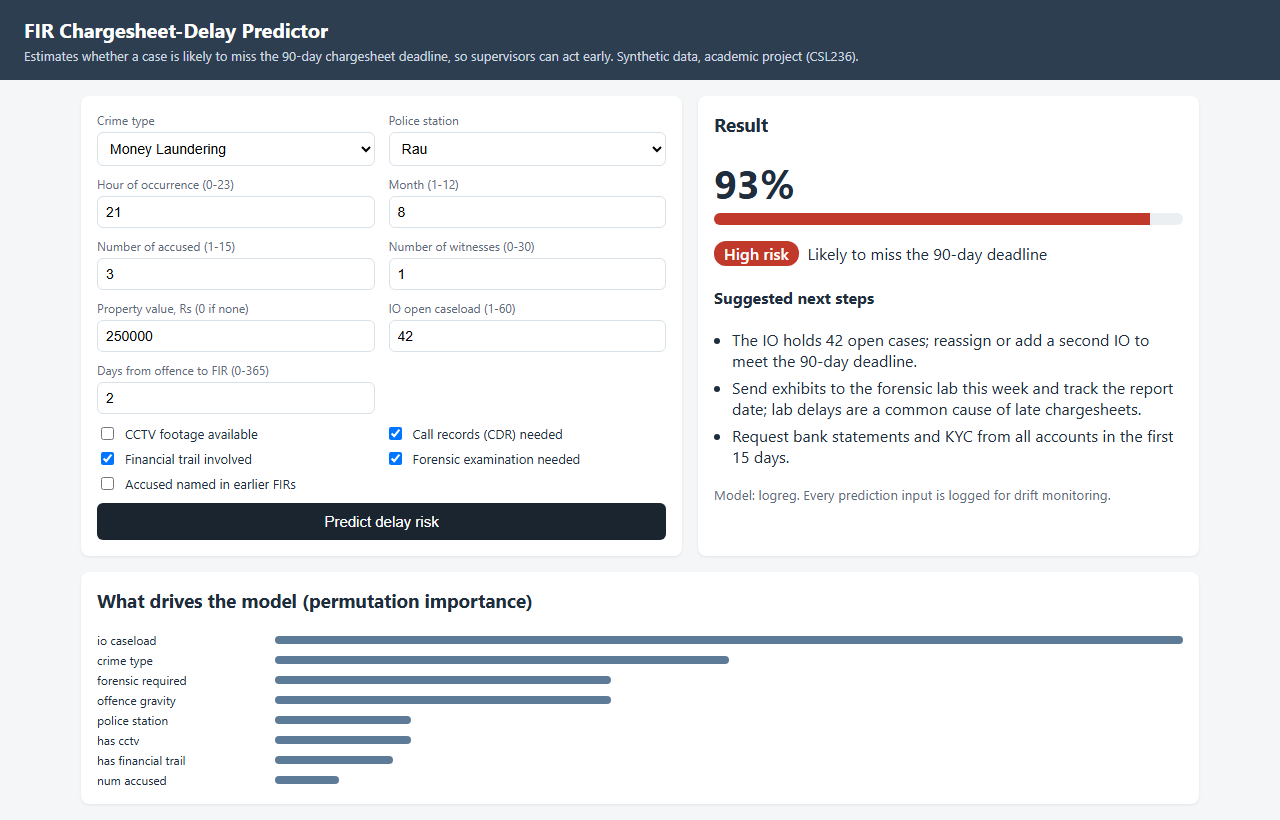 FIR Chargesheet-Delay Predictor
Estimates whether a case is likely to miss the 90-day chargesheet deadline, so supervisors can act early. Synthetic data, academic project (CSL236).
Crime type
Money Laundering
Police station
Rau
Hour of occurrence (0-23)
21
Month (1-12)
8
Number of accused (1-15)
3
Number of witnesses (0-30)
1
Property value, Rs (0 if none)
250000
IO open caseload (1-60)
42
Days from offence to FIR (0-365)
2
CCTV footage available
Call records (CDR) needed
Financial trail involved
Forensic examination needed
Accused named in earlier FIRs
Predict delay risk
Result
93%
High risk Likely to miss the 90-day deadline
Suggested next steps
The IO holds 42 open cases; reassign or add a second IO to
meet the 90-day deadline.
Send exhibits to the forensic lab this week and track the report
date; lab delays are a common cause of late chargesheets.
Request bank statements and KYC from all accounts in the first
15 days.
Model: logreg. Every prediction input is logged for drift monitoring.
What drives the model (permutation importance)
io caseload
crime type
forensic required
offence gravity
police station
has cctv
has financial trail
num accused